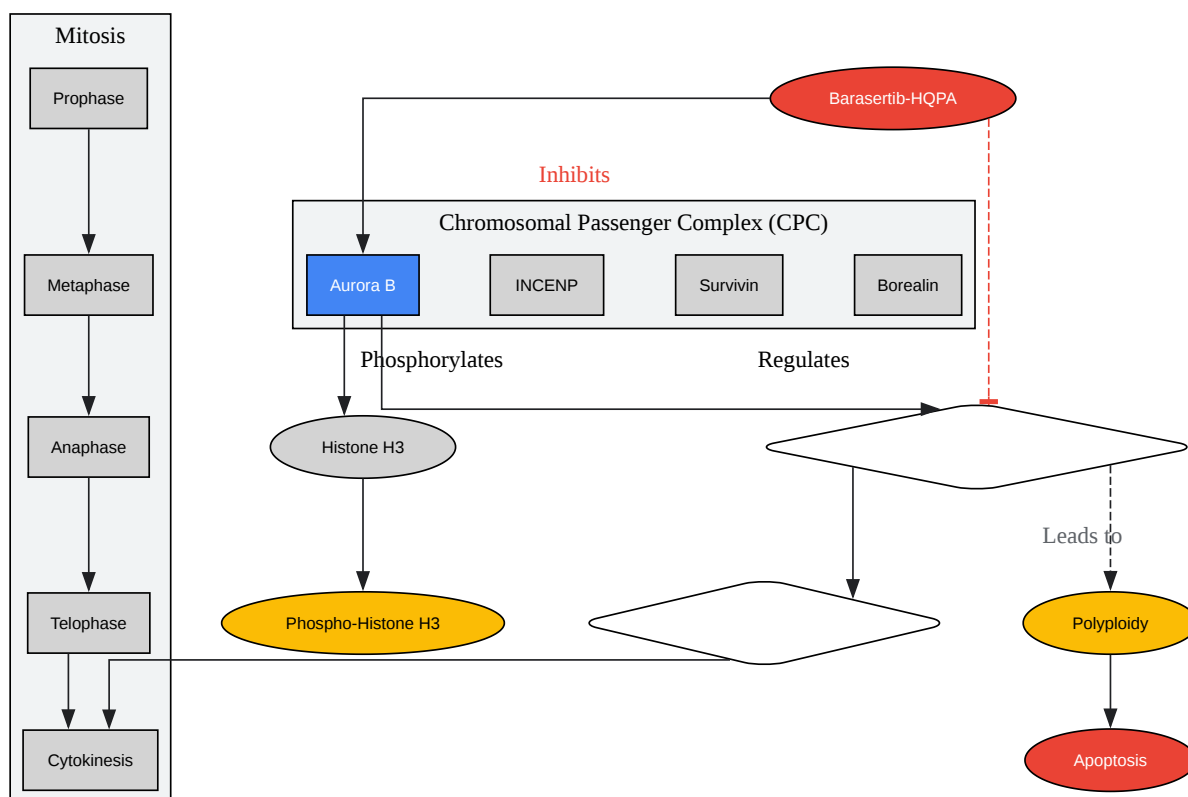 Mitosis
Prophase
Barasertib-HQPA
Inhibits
Chromosomal Passenger Complex (CPC)
Metaphase
Aurora B
INCENP
Survivin
Borealin
Phosphorylates
Regulates
Anaphase
Histone H3
Leads to
Telophase
Phospho-Histone H3
Polyploidy
Cytokinesis
Apoptosis